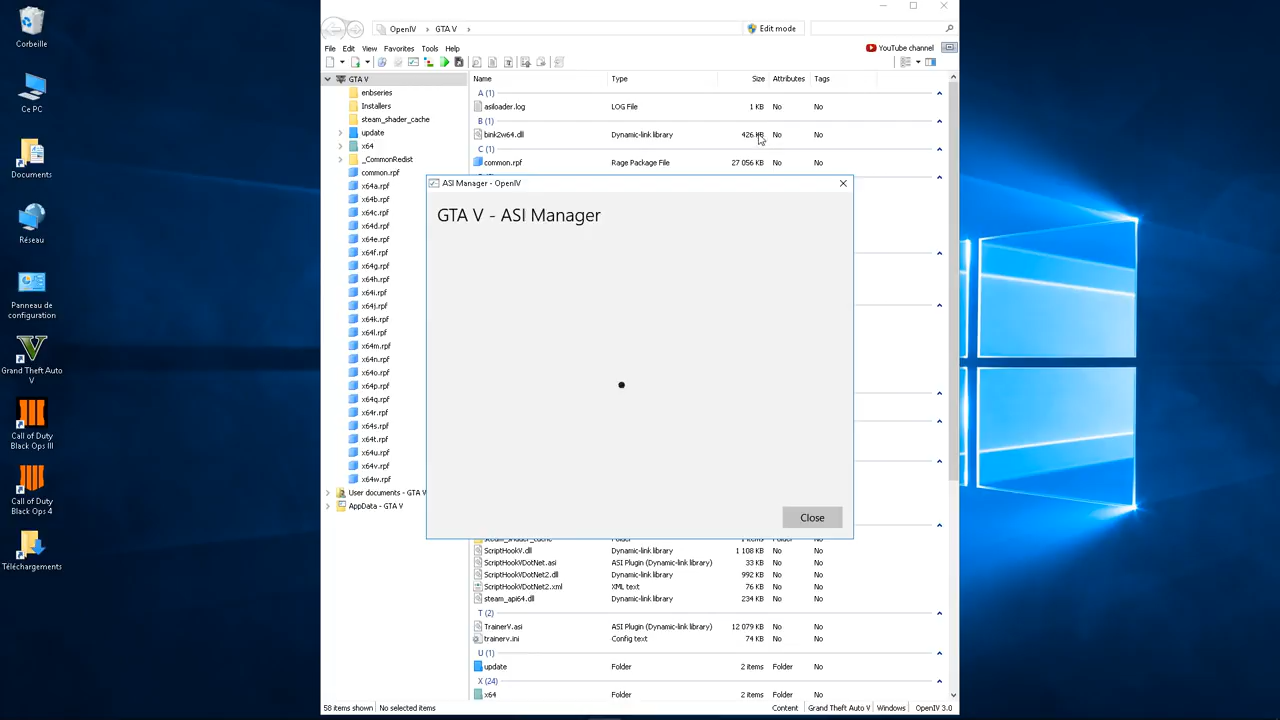 Corbeille
Ce PC
Documents
Réseau
Panneau de
configuration
Grand Theft Auto
V
Call of Duty
Black Ops III
Call of Duty
Black Ops 4
Téléchargements
OpenIV
GTA V
Edit mode
File Edit View Favorites Tools Help
YouTube channel
GTA V
enbseries
Installers
steam_shader_cache
update
x64
_CommonRedist
common.rpf
x64a.rpf
x64b.rpf
x64c.rpf
x64d.rpf
x64e.rpf
x64f.rpf
x64g.rpf
x64h.rpf
x64i.rpf
x64j.rpf
x64k.rpf
x64l.rpf
x64m.rpf
x64n.rpf
x64o.rpf
x64p.rpf
x64q.rpf
x64r.rpf
x64s.rpf
x64t.rpf
x64u.rpf
x64v.rpf
x64w.rpf
User documents - GTA V
AppData - GTA V
Name Type Size Attributes Tags
A (1)
asiloader.log LOG File 1 KB No No
B (1)
bink2w64.dll Dynamic-link library 426 KB No No
C (1)
common.rpf Rage Package File 27 056 KB No No
ASI Manager - OpenIV
GTA V - ASI Manager
Close
steam_shader_cache Folder Folder No
ScriptHookV.dll Dynamic-link library 1 108 KB No No
ScriptHookVDotNet.asi ASI Plugin (Dynamic-link library) 33 KB No No
ScriptHookVDotNet2.dll Dynamic-link library 992 KB No No
ScriptHookVDotNet2.xml XML text 76 KB No No
steam_api64.dll Dynamic-link library 234 KB No No
T (2)
TrainerV.asi ASI Plugin (Dynamic-link library) 12 079 KB No No
trainerv.ini Config text 74 KB No No
U (1)
update Folder 2 items Folder No
X (24)
x64 Folder 2 items Folder No
58 items shown No selected items Content Grand Theft Auto V Windows OpenIV 3.0